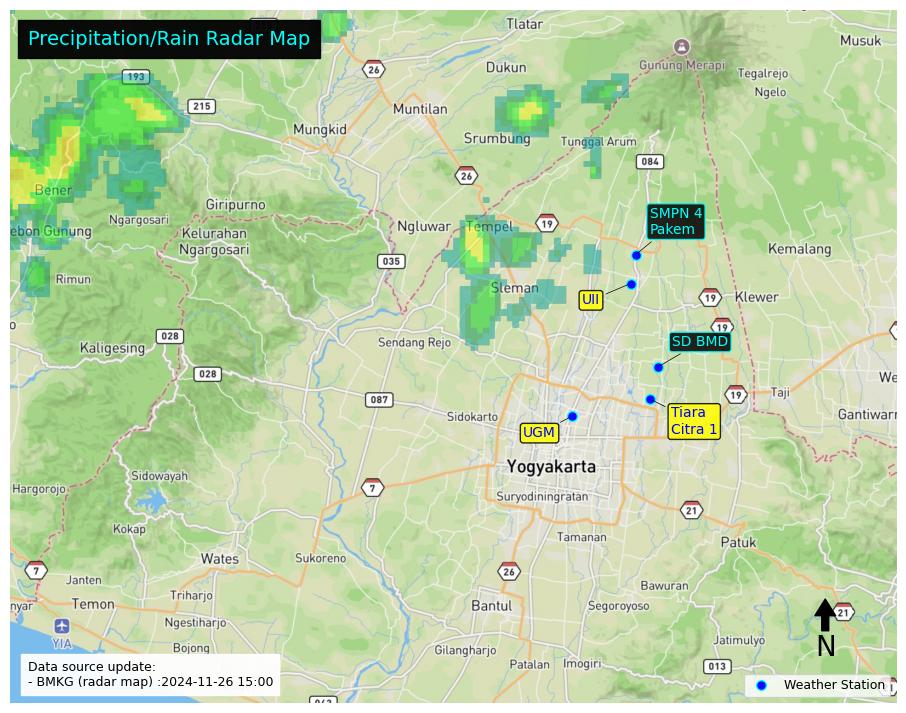 Precipitation/Rain Radar Map
Tlatar
Musuk
Gunung Merapi
26
Dukun
Tegalrejo
193
Ngelo
215
Muntilan
Mungkid
Srumbung
Tunggal Arum
084
26
Bener
Giripurno
SMPN 4
Pakem
Ngargosari
Ngluwar
Tempel
19
ebon Gunung
Kelurahan
Ngargosari
Kemalang
035
Rimun
Sleman
UII
19
Klewer
19
028
Sendang Rejo
SD BMD
Kaligesing
028
087
19
Taji
We
Sidokarto
Tiara
Citra 1
Gantiwarn
UGM
Yogyakarta
Sidowayah
Hargorojo
7
Suryodiningratan
21
Kokap
Tamanan
Patuk
Wates
Sukoreno
7
26
Janten
Bawuran
Triharjo
nyar
Temon
Bantul
Segoroyoso
21
Ngestiharjo
YIA
Jatimulyo
N
Bojong
Gilangharjo
Patalan
Imogiri
013
Data source update:
- BMKG (radar map) :2024-11-26 15:00
Weather Station